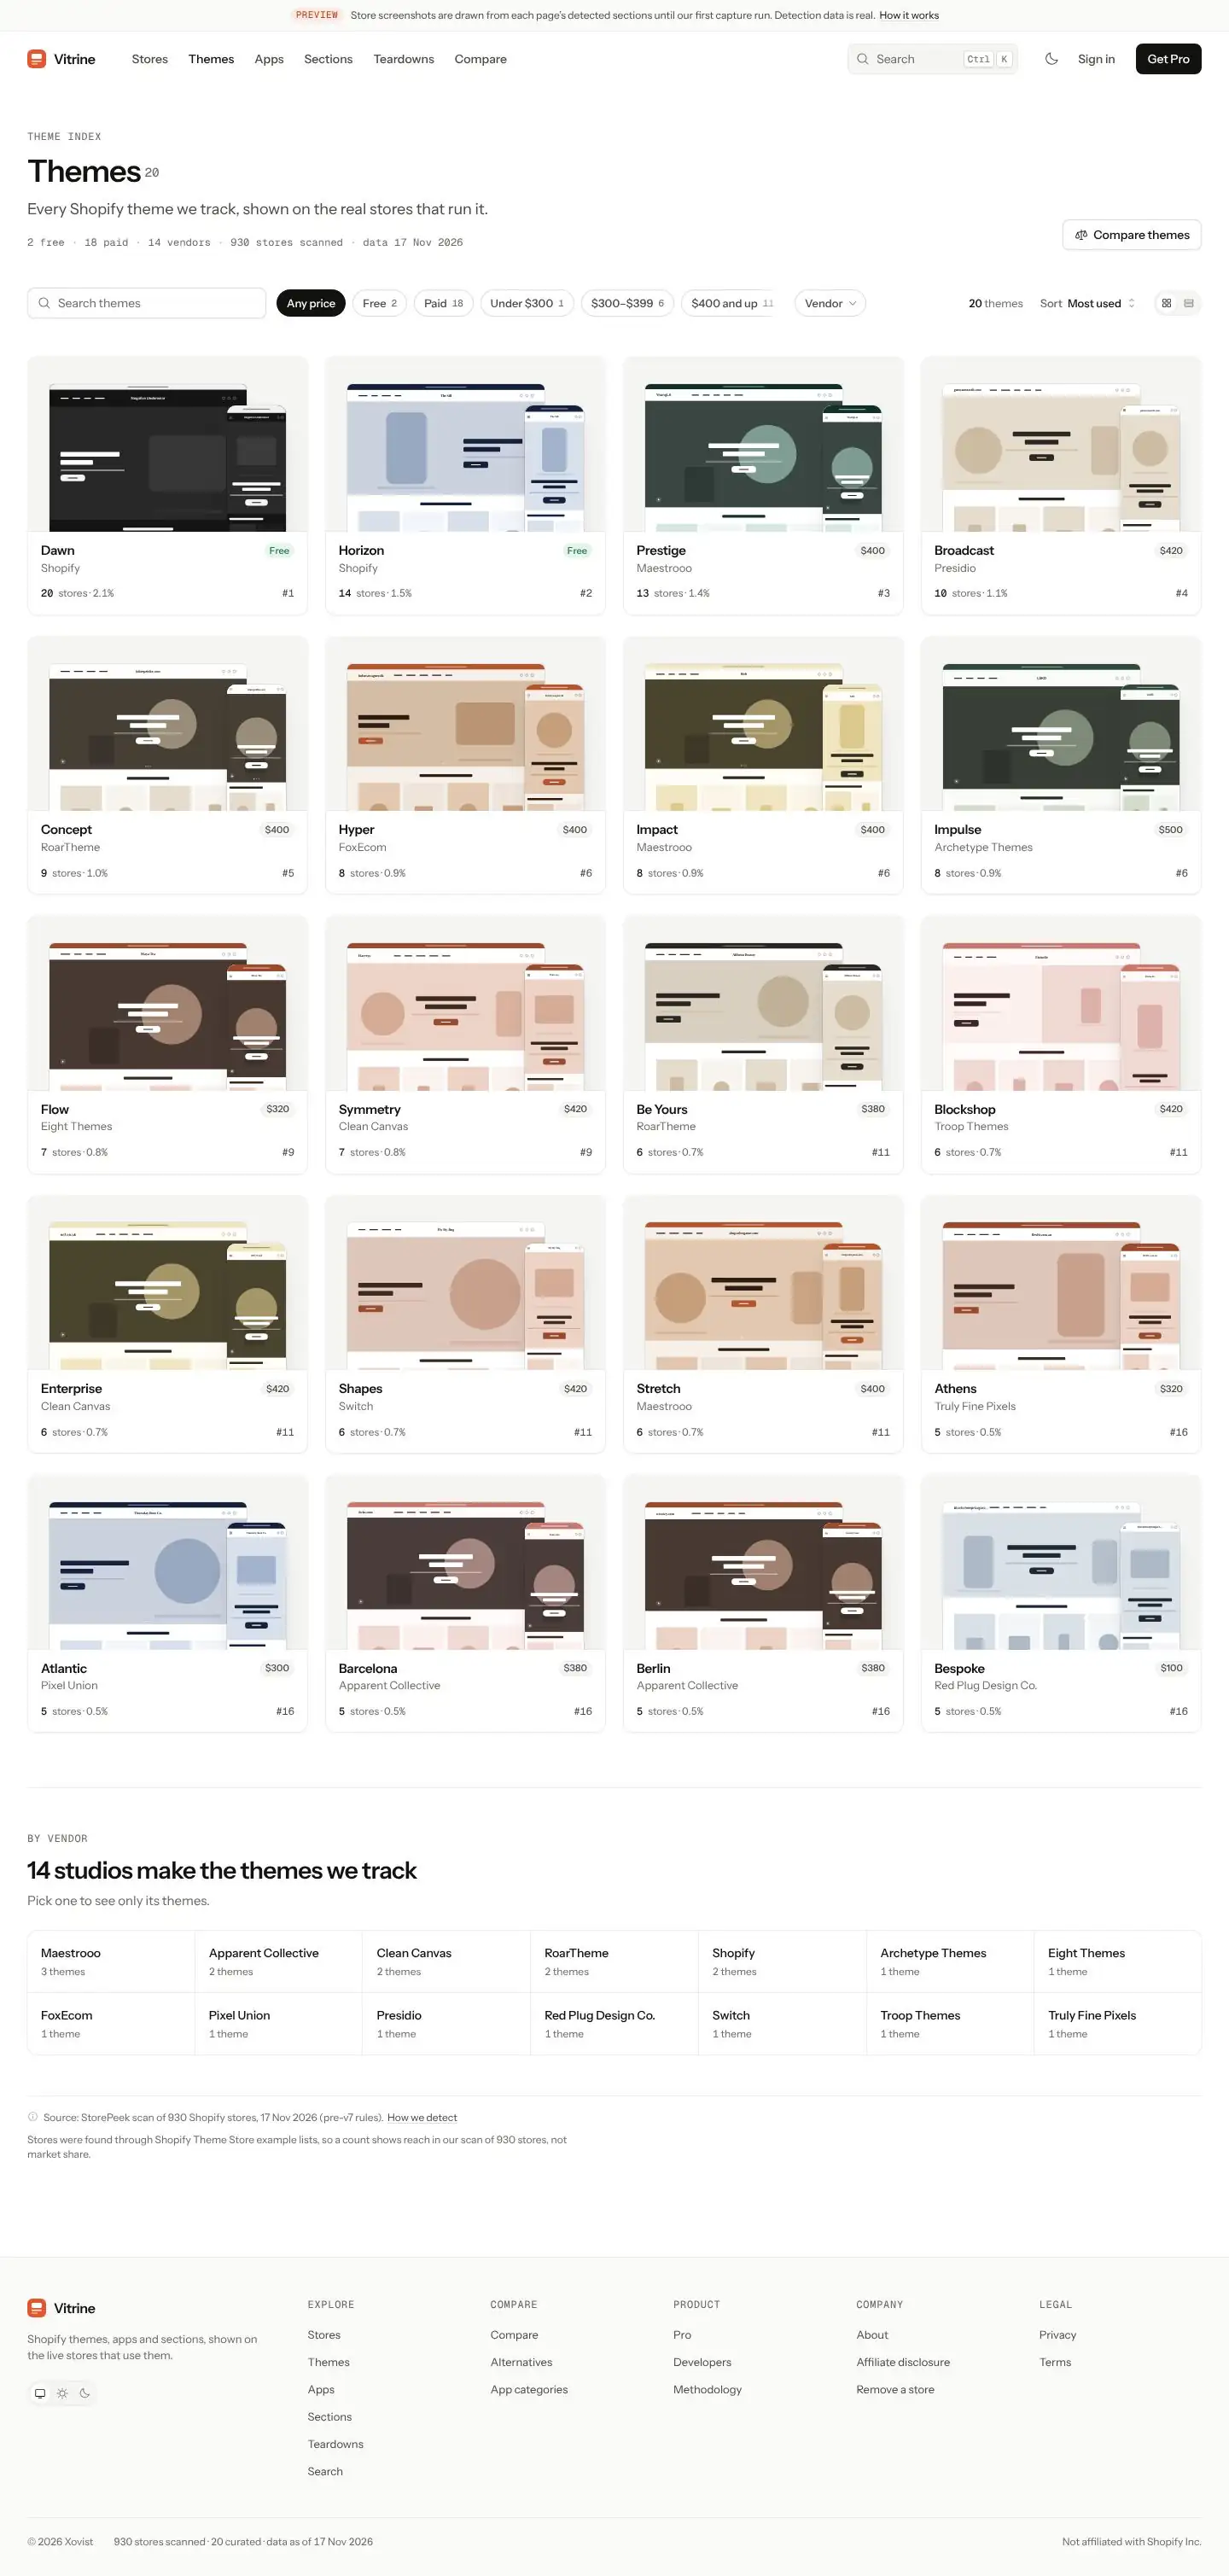 PREVIEW Store screenshots are drawn from each page's detected sections until our first capture run. Detection data is real. How it works
Vitrine Stores Themes Apps Sections Teardowns Compare Search Ctrl K Sign in Get Pro
THEME INDEX
Themes 20
Every Shopify theme we track, shown on the real stores that run it.
2 free · 18 paid · 14 vendors · 930 stores scanned · data 17 Nov 2026
Compare themes
Search themes Any price Free 2 Paid 18 Under $300 1 $300–$399 6 $400 and up 11 Vendor 20 themes Sort Most used
Dawn Free
Shopify
20 stores · 2.1% #1
Horizon Free
Shopify
14 stores · 1.5% #2
Prestige $400
Maestrooo
13 stores · 1.4% #3
Broadcast $420
Presidio
10 stores · 1.1% #4
Concept $400
RoarTheme
9 stores · 1.0% #5
Hyper $400
FoxEcom
8 stores · 0.9% #6
Impact $400
Maestrooo
8 stores · 0.9% #6
Impulse $500
Archetype Themes
8 stores · 0.9% #6
Flow $320
Eight Themes
7 stores · 0.8% #9
Symmetry $420
Clean Canvas
7 stores · 0.8% #9
Be Yours $380
RoarTheme
6 stores · 0.7% #11
Blockshop $420
Troop Themes
6 stores · 0.7% #11
Enterprise $420
Clean Canvas
6 stores · 0.7% #11
Shapes $420
Switch
6 stores · 0.7% #11
Stretch $400
Maestrooo
6 stores · 0.7% #11
Athens $320
Truly Fine Pixels
5 stores · 0.5% #16
Atlantic $300
Pixel Union
5 stores · 0.5% #16
Barcelona $380
Apparent Collective
5 stores · 0.5% #16
Berlin $380
Apparent Collective
5 stores · 0.5% #16
Bespoke $100
Red Plug Design Co.
5 stores · 0.5% #16
BY VENDOR
14 studios make the themes we track
Pick one to see only its themes.
Maestrooo Apparent Collective Clean Canvas RoarTheme Shopify Archetype Themes Eight Themes
3 themes 2 themes 2 themes 2 themes 2 themes 1 theme 1 theme
FoxEcom Pixel Union Presidio Red Plug Design Co. Switch Troop Themes Truly Fine Pixels
1 theme 1 theme 1 theme 1 theme 1 theme 1 theme 1 theme
Source: StorePeek scan of 930 Shopify stores, 17 Nov 2026 (pre-v7 rules). How we detect
Stores were found through Shopify Theme Store example lists, so a count shows reach in our scan of 930 stores, not
market share.
Vitrine
Shopify themes, apps and sections, shown on
the live stores that use them.
EXPLORE
Stores
Themes
Apps
Sections
Teardowns
Search
COMPARE
Compare
Alternatives
App categories
PRODUCT
Pro
Developers
Methodology
COMPANY
About
Affiliate disclosure
Remove a store
LEGAL
Privacy
Terms
© 2026 Xovist 930 stores scanned · 20 curated · data as of 17 Nov 2026 Not affiliated with Shopify Inc.